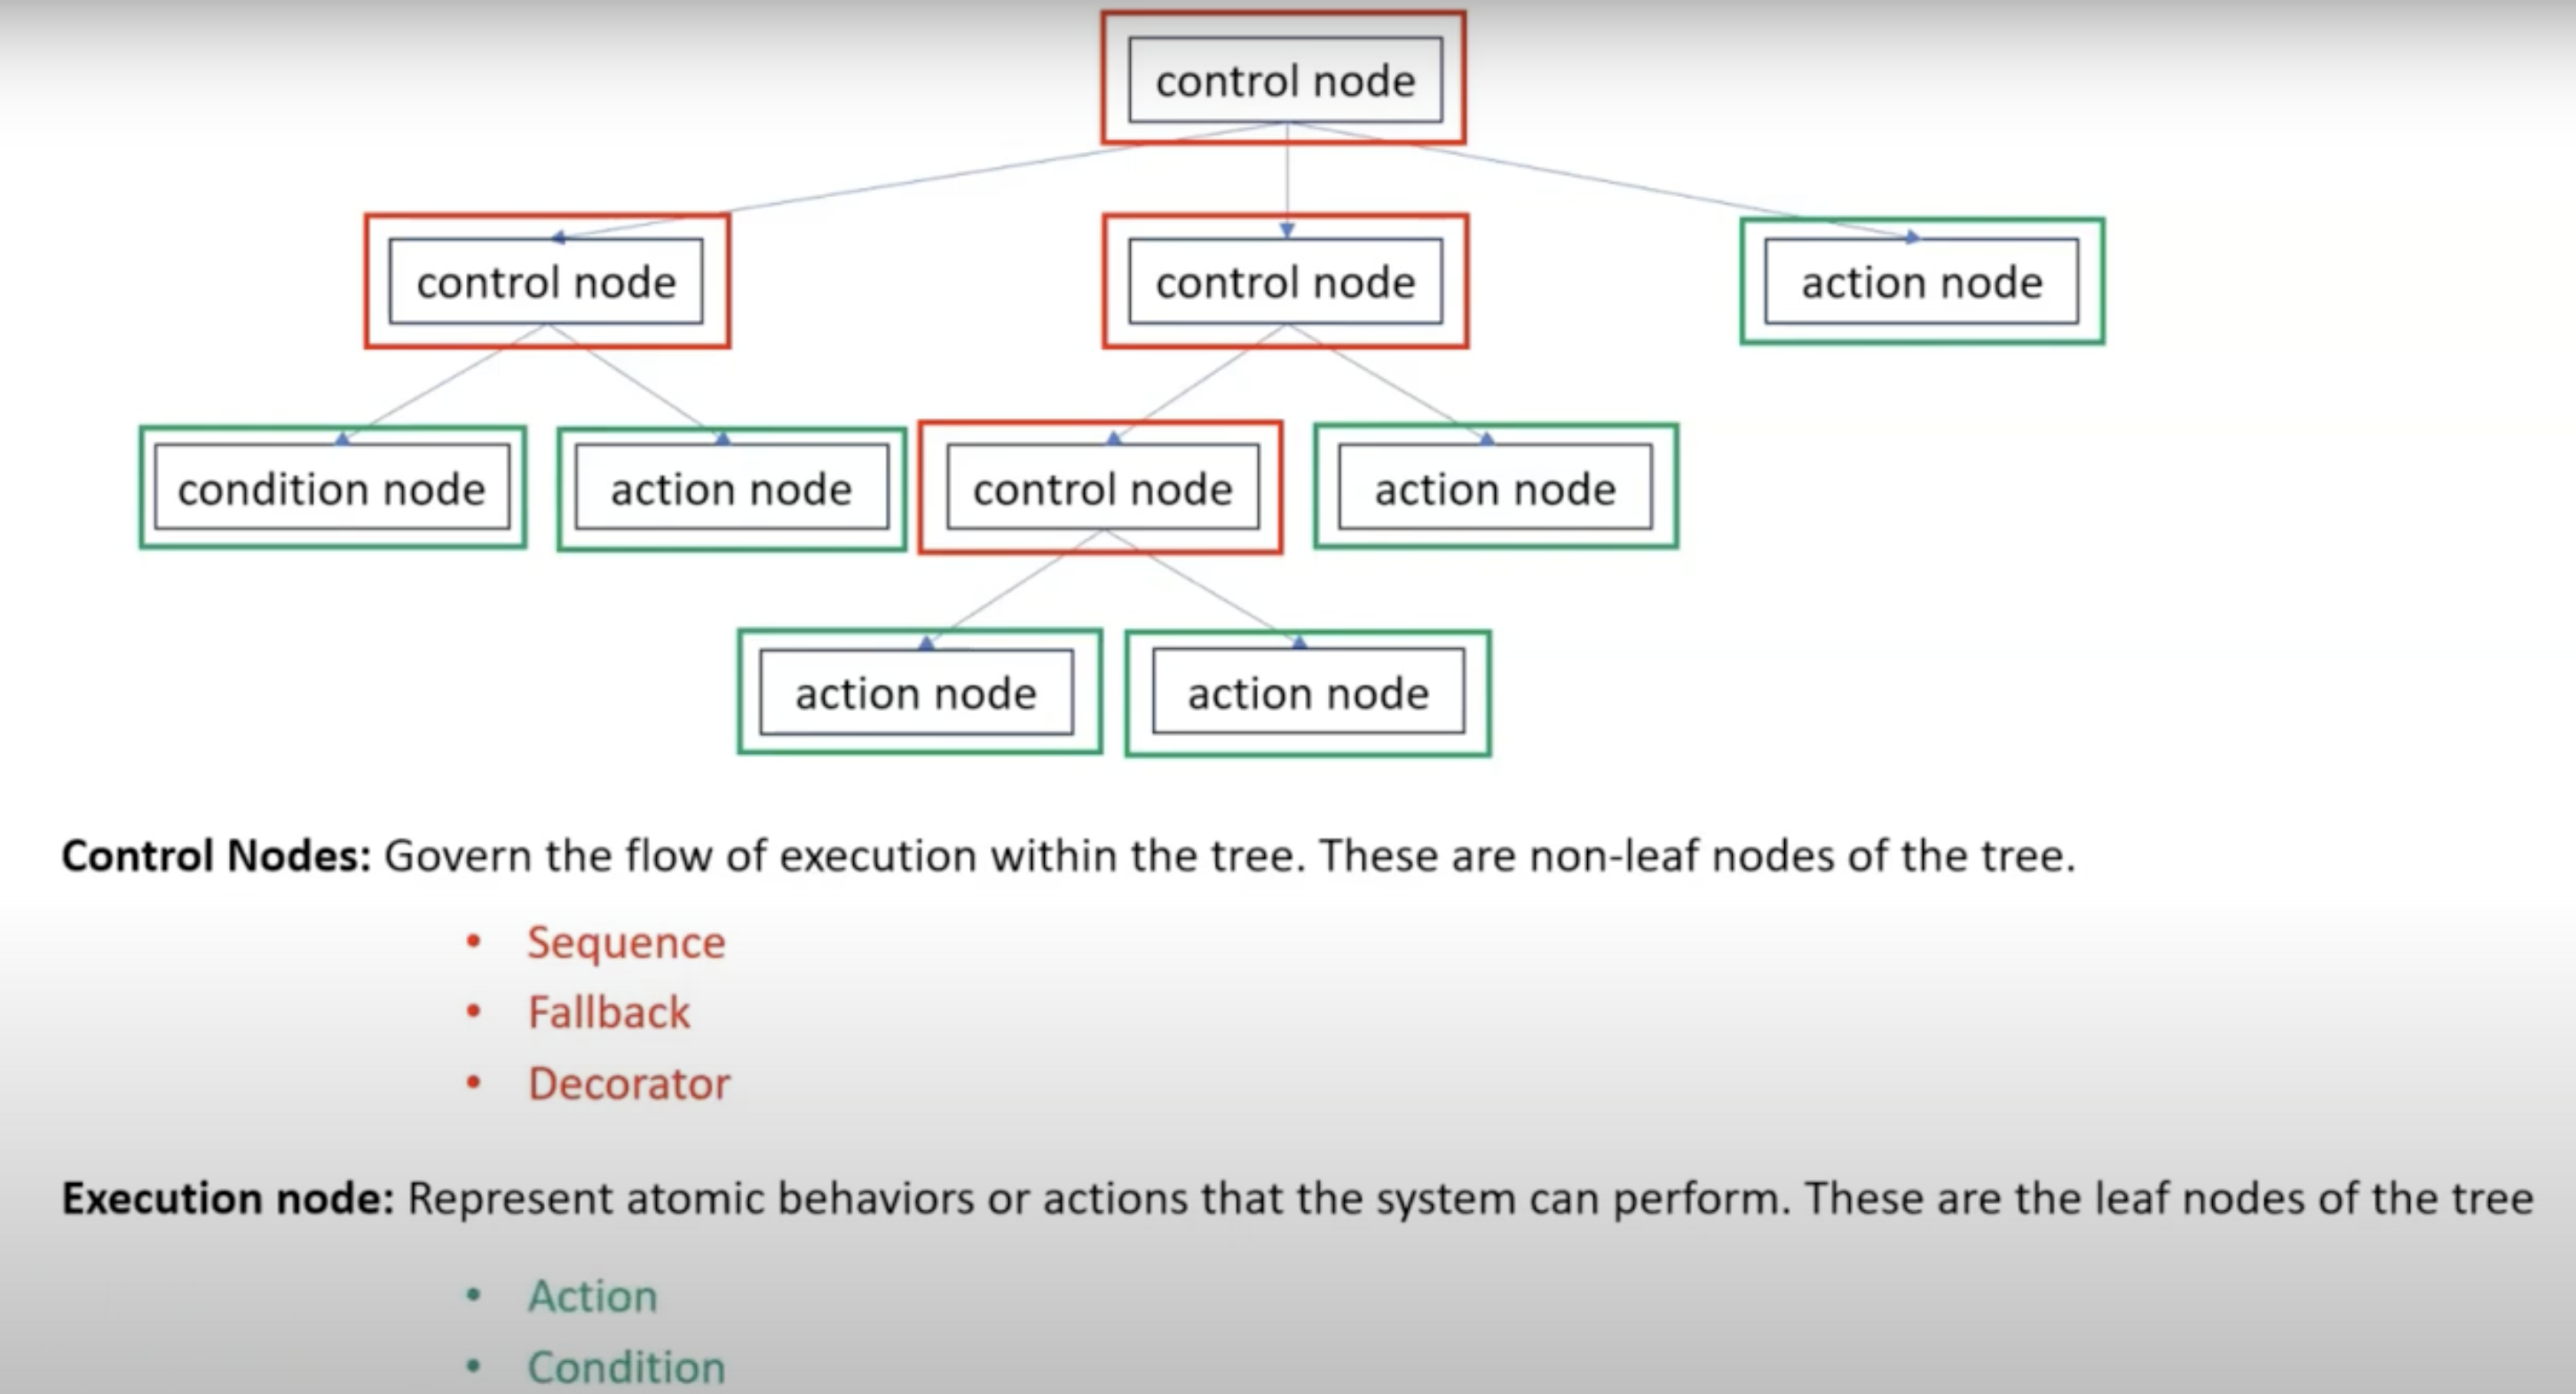 control node
control node
control node
action node
condition node
action node
control node
action node
action node
action node
Control Nodes: Govern the flow of execution within the tree. These are non-leaf nodes of the tree.
• Sequence
• Fallback
• Decorator
Execution node: Represent atomic behaviors or actions that the system can perform. These are the leaf nodes of the tree
• Action
• Condition